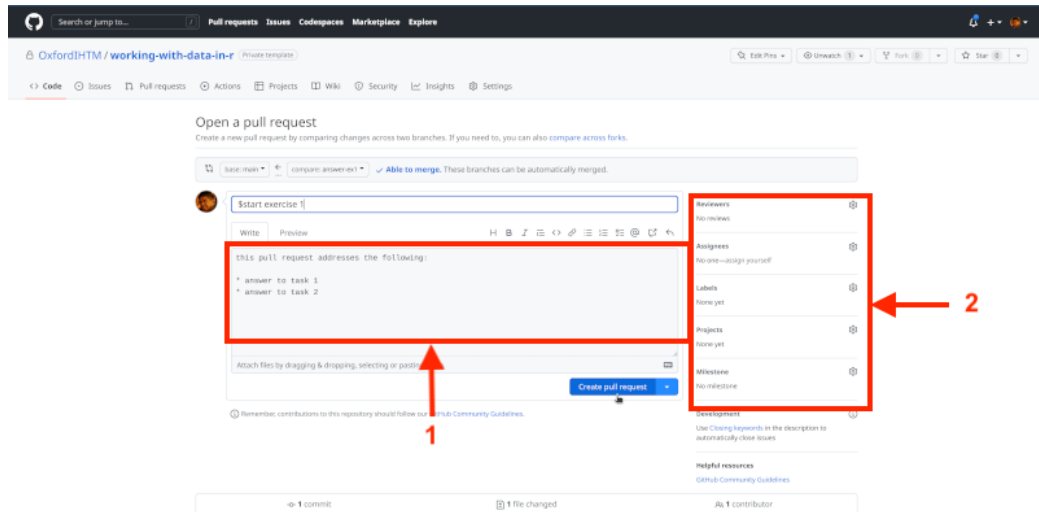 Search or jump to... / Pull requests Issues Codespaces Marketplace Explore
OxfordIHTM / working-with-data-in-r Private template Edit Pins Unwatch 1 Fork 0 Star 0
Code Issues Pull requests Actions Projects Wiki Security Insights Settings
Open a pull request
Create a new pull request by comparing changes across two branches. If you need to, you can also compare across forks.
base: main compare: answer-ex1 Able to merge. These branches can be automatically merged.
$start exercise 1
Write Preview
this pull request addresses the following:
* answer to task 1
* answer to task 2
Attach files by dragging & dropping, selecting or pasting
Create pull request
Remember, contributions to this repository should follow our GitHub Community Guidelines.
1
Reviewers
No reviews
Assignees
No one—assign yourself
Labels
None yet
Projects
None yet
Milestone
No milestone
2
Development
Use Closing keywords in the description to
automatically close issues
Helpful resources
GitHub Community Guidelines
1 commit 1 file changed 1 contributor